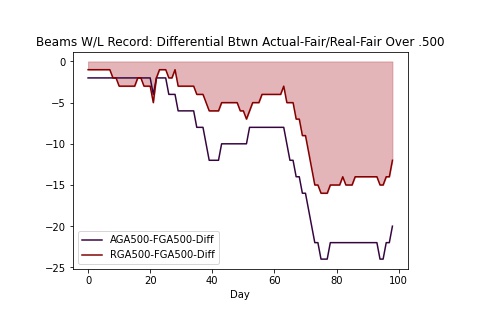 Beams W/L Record: Differential Btwn Actual-Fair/Real-Fair Over .500
0
−5
−10
−15
−20
−25
AGA500-FGA500-Diff
RGA500-FGA500-Diff
0 20 40 60 80 100
Day